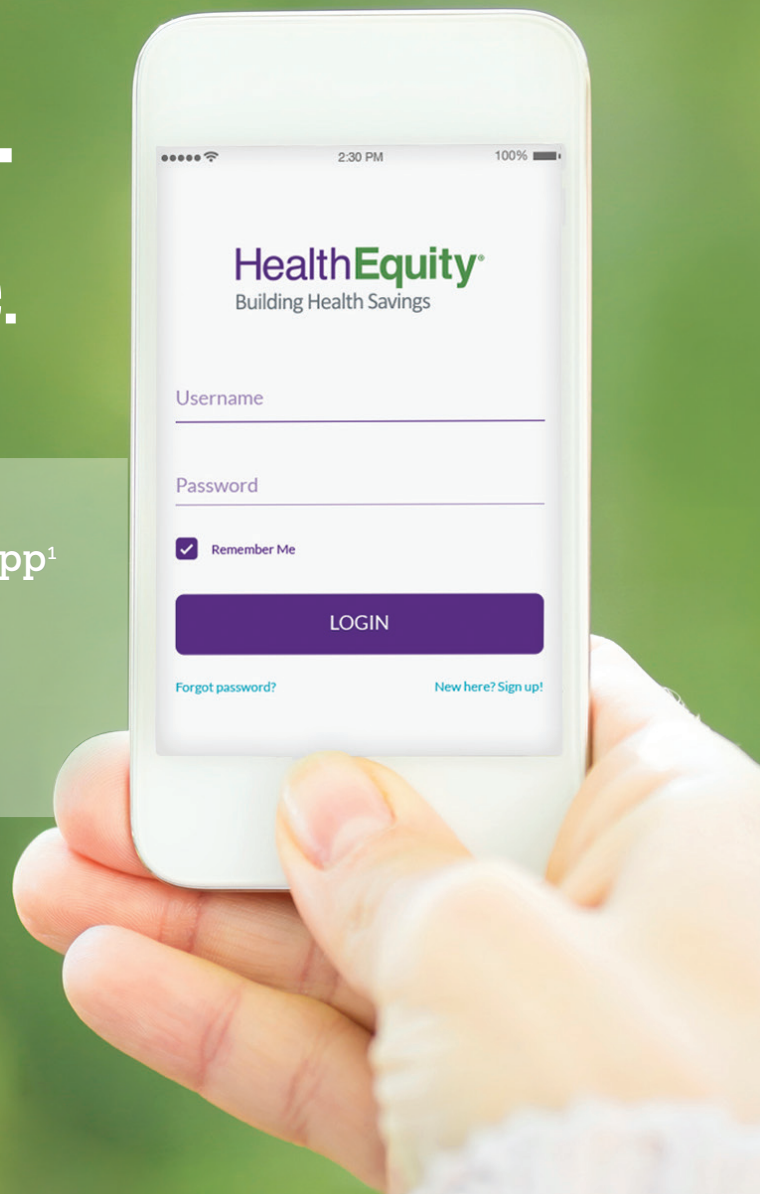 2:30 PM 100%
HealthEquity®
Building Health Savings
Username
Password
Remember Me
LOGIN
Forgot password? New here? Sign up!